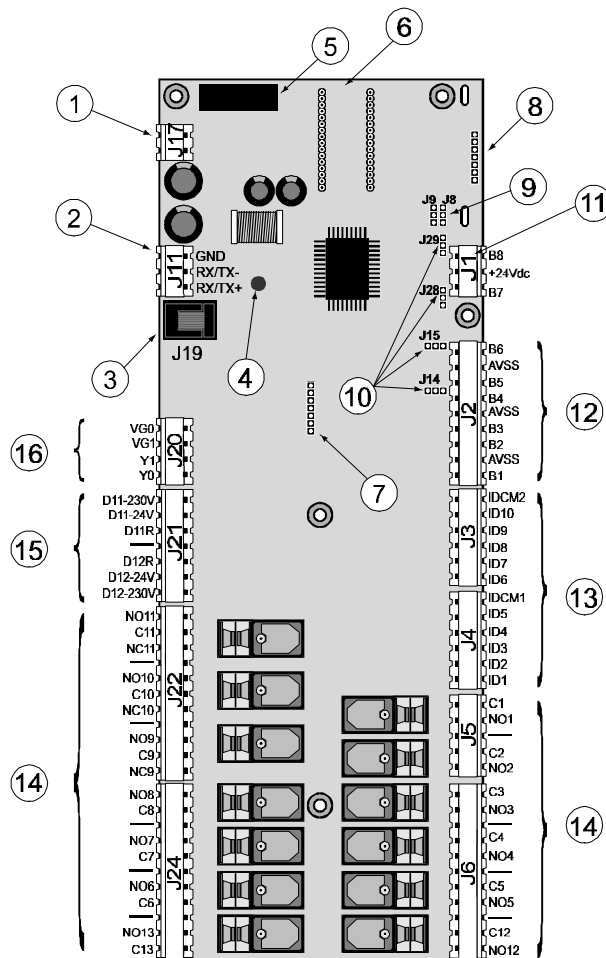 5
6
1
8
J17
J9 J8
9
11
2
J29
GND
RX/TX-
RX/TX+
J11
J1
B8
+24Vdc
B7
J28
J19
3
4
10
J15
J14
7
B6
AVSS
B5
B4
AVSS
B3
B2
AVSS
B1
J2
12
16
VG0
VG1
Y1
Y0
J20
15
D11-230V
D11-24V
D11R
D12R
D12-24V
D12-230V
J21
IDCM2
ID10
ID9
ID8
ID7
ID6
J3
13
IDCM1
ID5
ID4
ID3
ID2
ID1
J4
14
NO11
C11
NC11
NO10
C10
NC10
NO9
C9
NC9
J22
NO8
C8
NO7
C7
NO6
C6
NO13
C13
J24
C1
NO1
C2
NO2
J5
14
C3
NO3
C4
NO4
C5
NO5
C12
NO12
J6